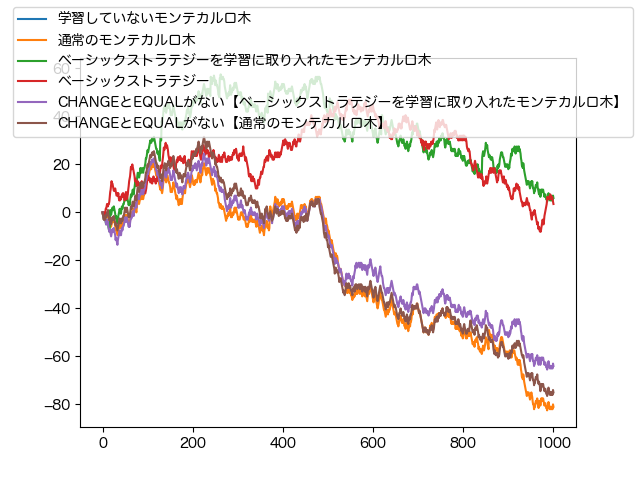 学習していないモンテカルロ木
通常のモンテカルロ木
ベーシックストラテジーを学習に取り入れたモンテカルロ木
ベーシックストラテジー
CHANGEとEQUALがない【ベーシックストラテジーを学習に取り入れたモンテカルロ木】
CHANGEとEQUALがない【通常のモンテカルロ木】
60
40
20
0
−20
−40
−60
−80
0 200 400 600 800 1000